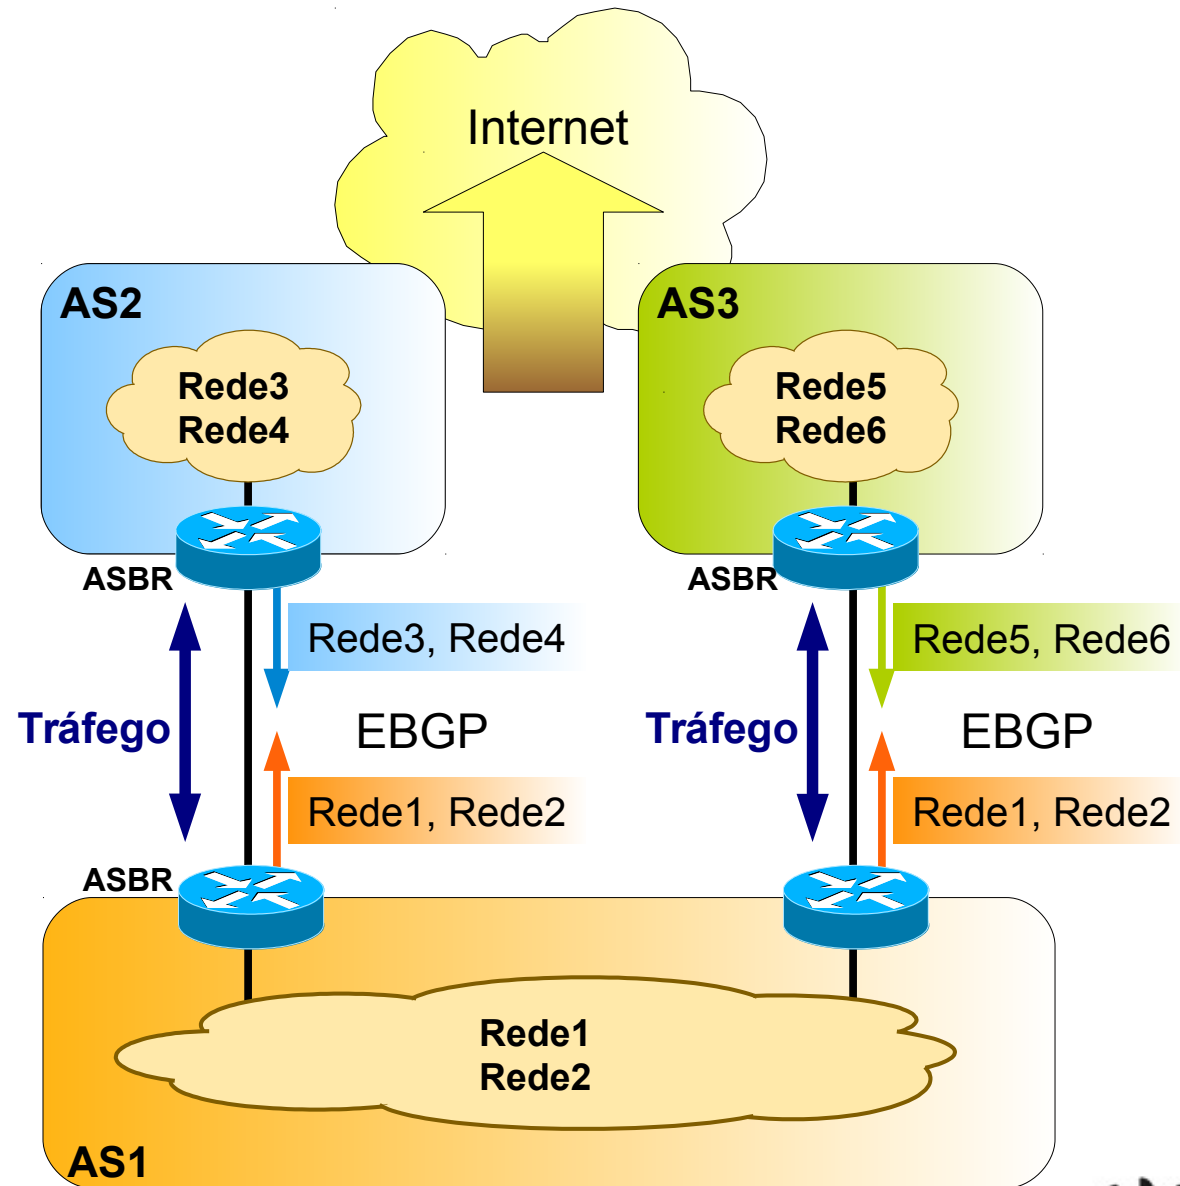 Internet
AS2
AS3
Rede3
Rede4
Rede5
Rede6
ASBR
ASBR
Rede3, Rede4
Rede5, Rede6
Tráfego
EBGP
Tráfego
EBGP
Rede1, Rede2
Rede1, Rede2
ASBR
Rede1
Rede2
AS1